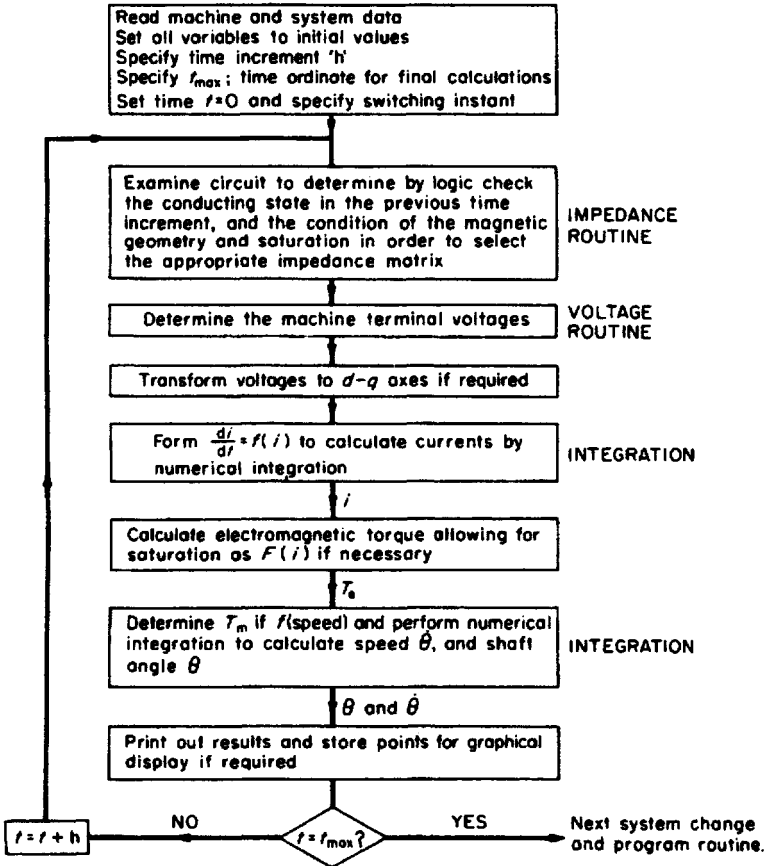 Read machine and system data
Set all variables to initial values
Specify time increment 'h'
Specify t_max; time ordinate for final calculations
Set time t=0 and specify switching instant
Examine circuit to determine by logic check
the conducting state in the previous time
increment, and the condition of the magnetic
geometry and saturation in order to select
the appropriate impedance matrix
IMPEDANCE
ROUTINE
Determine the machine terminal voltages
VOLTAGE
ROUTINE
Transform voltages to d-q axes if required
Form di/dt = f(i) to calculate currents by
numerical integration
INTEGRATION
i
Calculate electromagnetic torque allowing for
saturation as F(i) if necessary
T_e
Determine T_m if f(speed) and perform numerical
integration to calculate speed θ̇, and shaft
angle θ
INTEGRATION
θ and θ̇
Print out results and store points for graphical
display if required
t = t + h
NO
t = t_max?
YES
Next system change
and program routine.